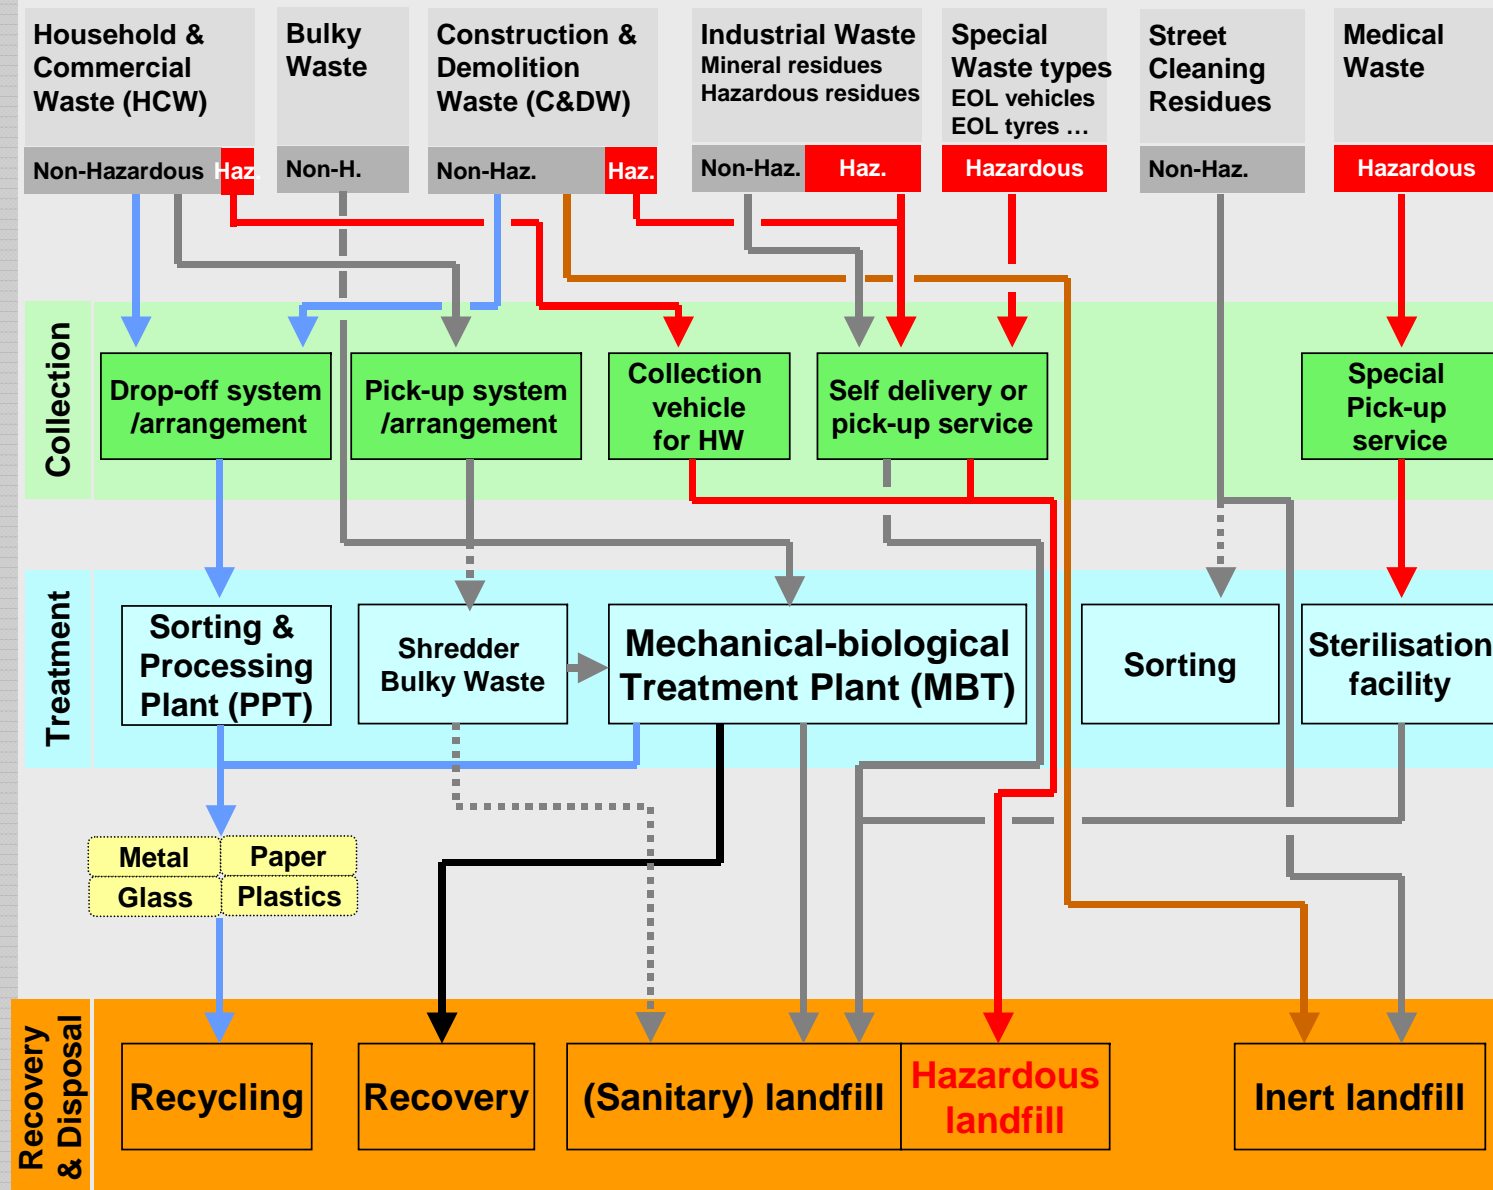 Household &
Commercial
Waste (HCW)
Bulky
Waste
Construction &
Demolition
Waste (C&DW)
Industrial Waste
Mineral residues
Hazardous residues
Special
Waste types
EOL vehicles
EOL tyres …
Street
Cleaning
Residues
Medical
Waste
Non-Hazardous
Haz.
Non-H.
Non-Haz.
Haz.
Non-Haz.
Haz.
Hazardous
Non-Haz.
Hazardous
Collection
Drop-off system
/arrangement
Pick-up system
/arrangement
Collection
vehicle
for HW
Self delivery or
pick-up service
Special
Pick-up
service
Treatment
Sorting &
Processing
Plant (PPT)
Shredder
Bulky Waste
Mechanical-biological
Treatment Plant (MBT)
Sorting
Sterilisation
facility
Metal
Paper
Glass
Plastics
Recovery
& Disposal
Recycling
Recovery
(Sanitary) landfill
Hazardous
landfill
Inert landfill